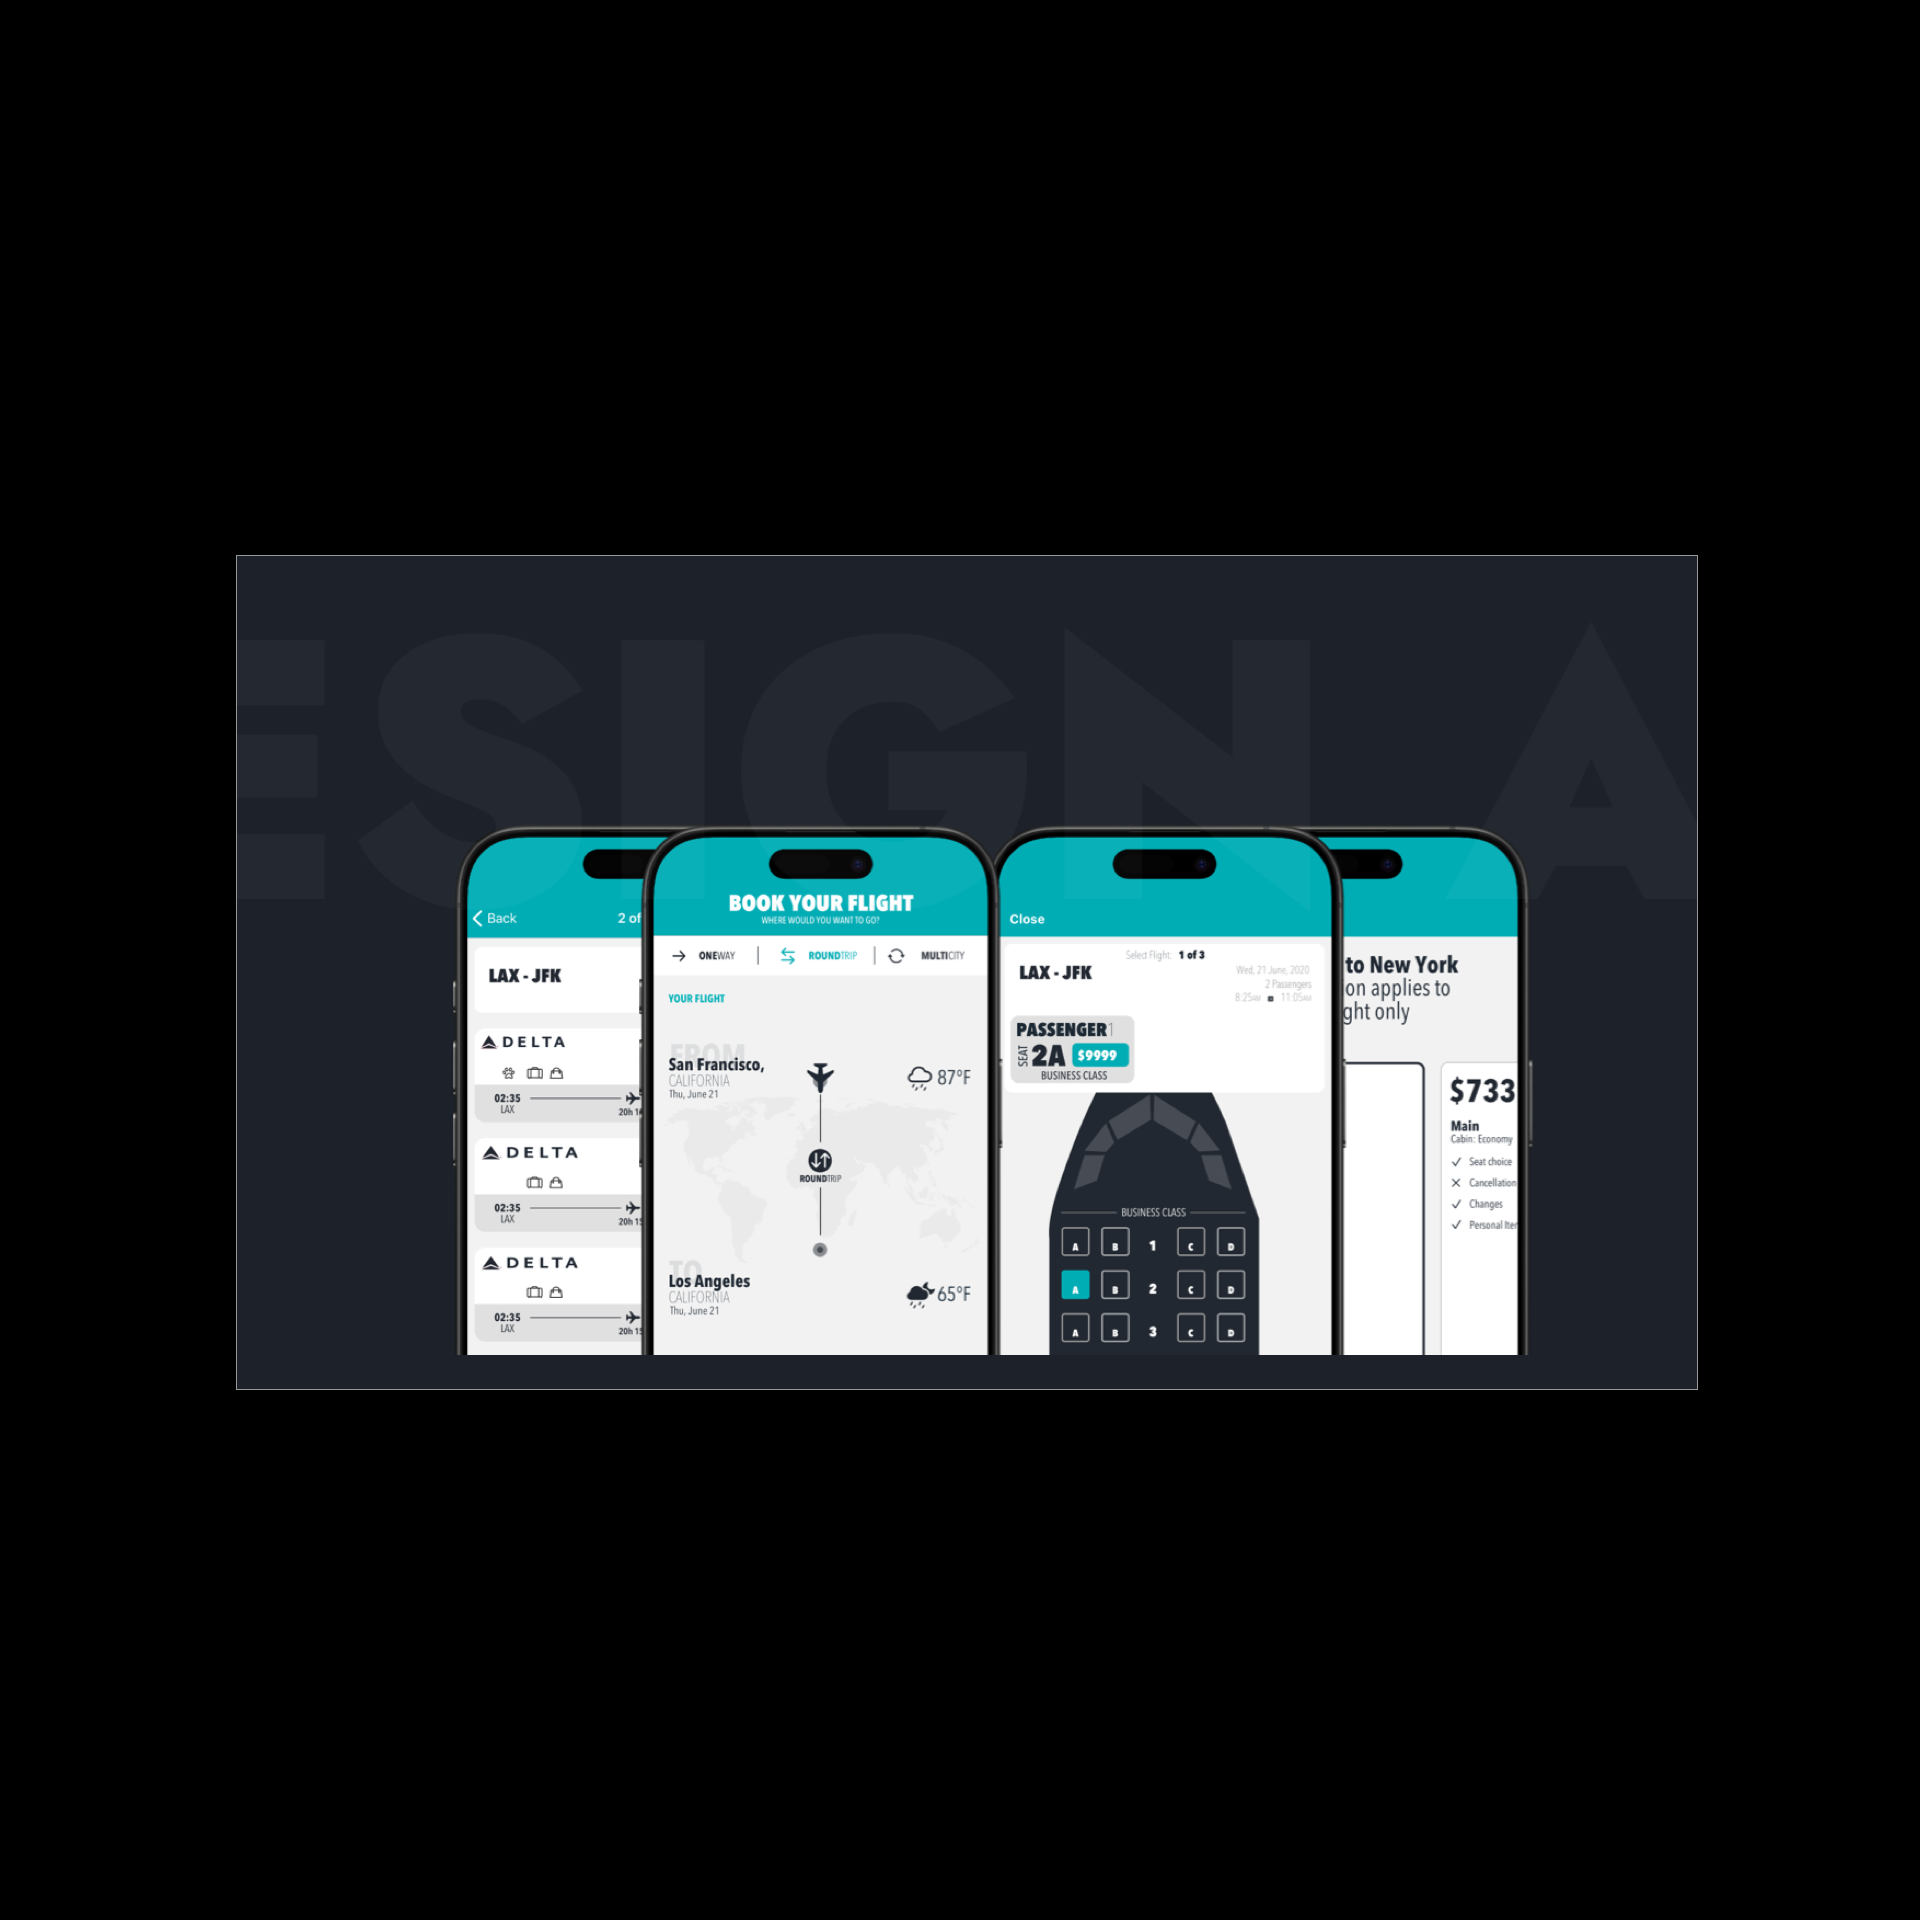 ESIGN A
Back
2 of
LAX - JFK
DELTA
02:35
LAX
20h 1
DELTA
02:35
LAX
20h 15
DELTA
02:35
LAX
20h 15
BOOK YOUR FLIGHT
WHERE WOULD YOU WANT TO GO?
ONEWAY
ROUNDTRIP
MULTICITY
YOUR FLIGHT
FROM
San Francisco,
CALIFORNIA
Thu, June 21
87°F
ROUNDTRIP
TO
Los Angeles
CALIFORNIA
Thu, June 21
65°F
Close
Select Flight: 1 of 3
LAX - JFK
Wed, 21 June, 2020
2 Passengers
8:25AM 11:05AM
PASSENGER1
SEAT 2A $9999
BUSINESS CLASS
BUSINESS CLASS
A B 1 C D
A B 2 C D
A B 3 C D
to New York
on applies to
ght only
$733
Main
Cabin: Economy
Seat choice
Cancellation
Changes
Personal Iter